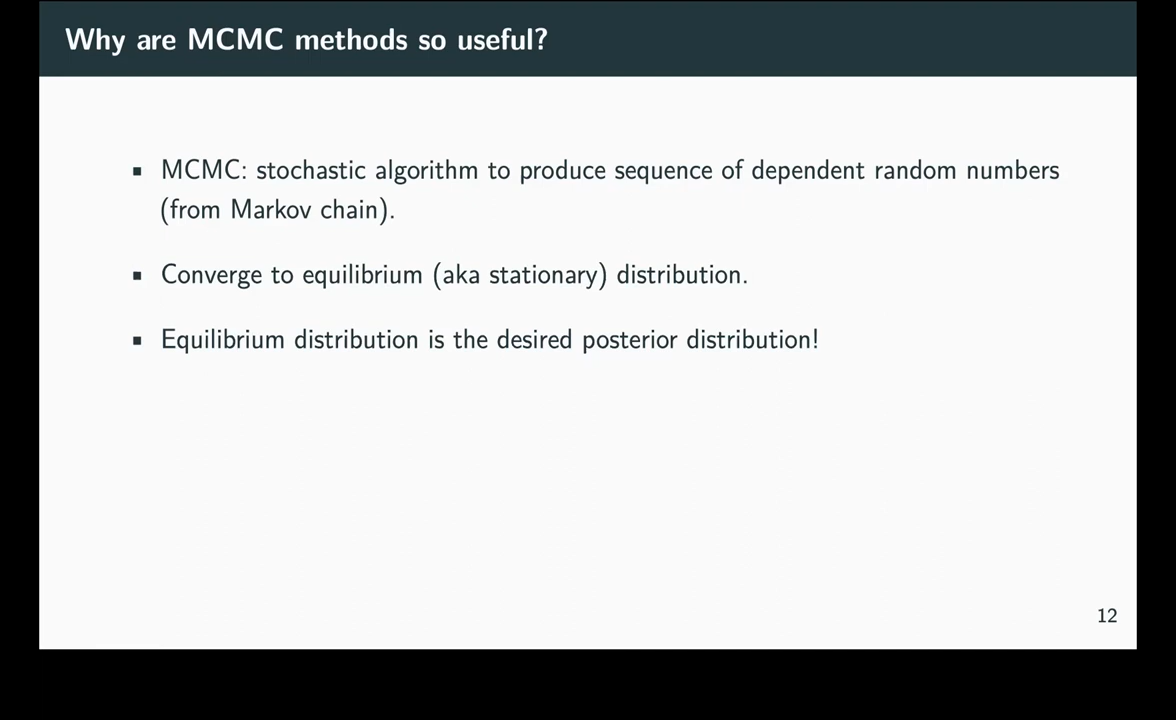 Why are MCMC methods so useful?
▪ MCMC: stochastic algorithm to produce sequence of dependent random numbers
(from Markov chain).
▪ Converge to equilibrium (aka stationary) distribution.
▪ Equilibrium distribution is the desired posterior distribution!
12